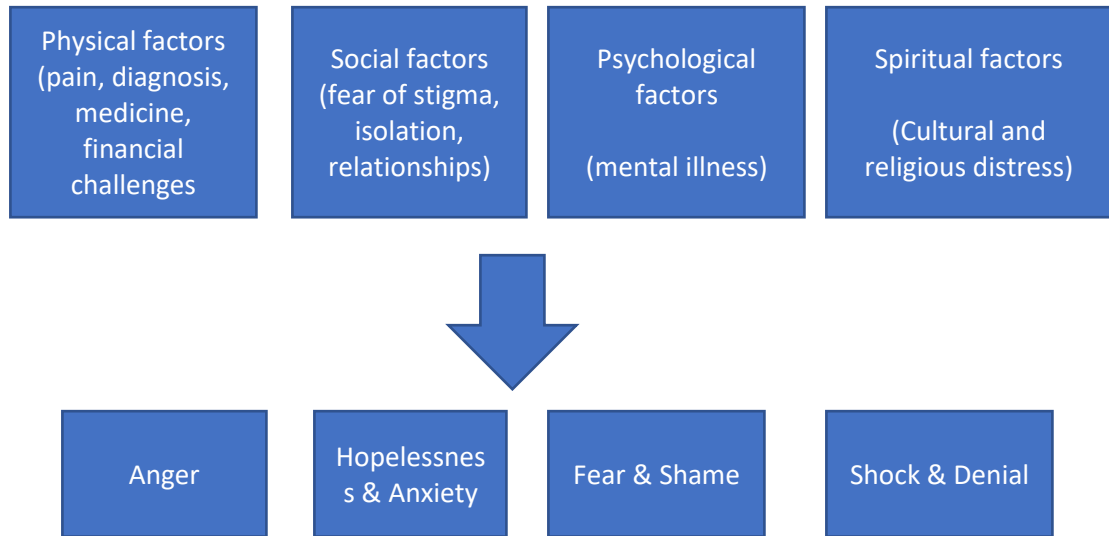 Physical factors
(pain, diagnosis,
medicine,
financial
challenges
Social factors
(fear of stigma,
isolation,
relationships)
Psychological
factors
(mental illness)
Spiritual factors
(Cultural and
religious distress)
Anger
Hopelessnes
s & Anxiety
Fear & Shame
Shock & Denial